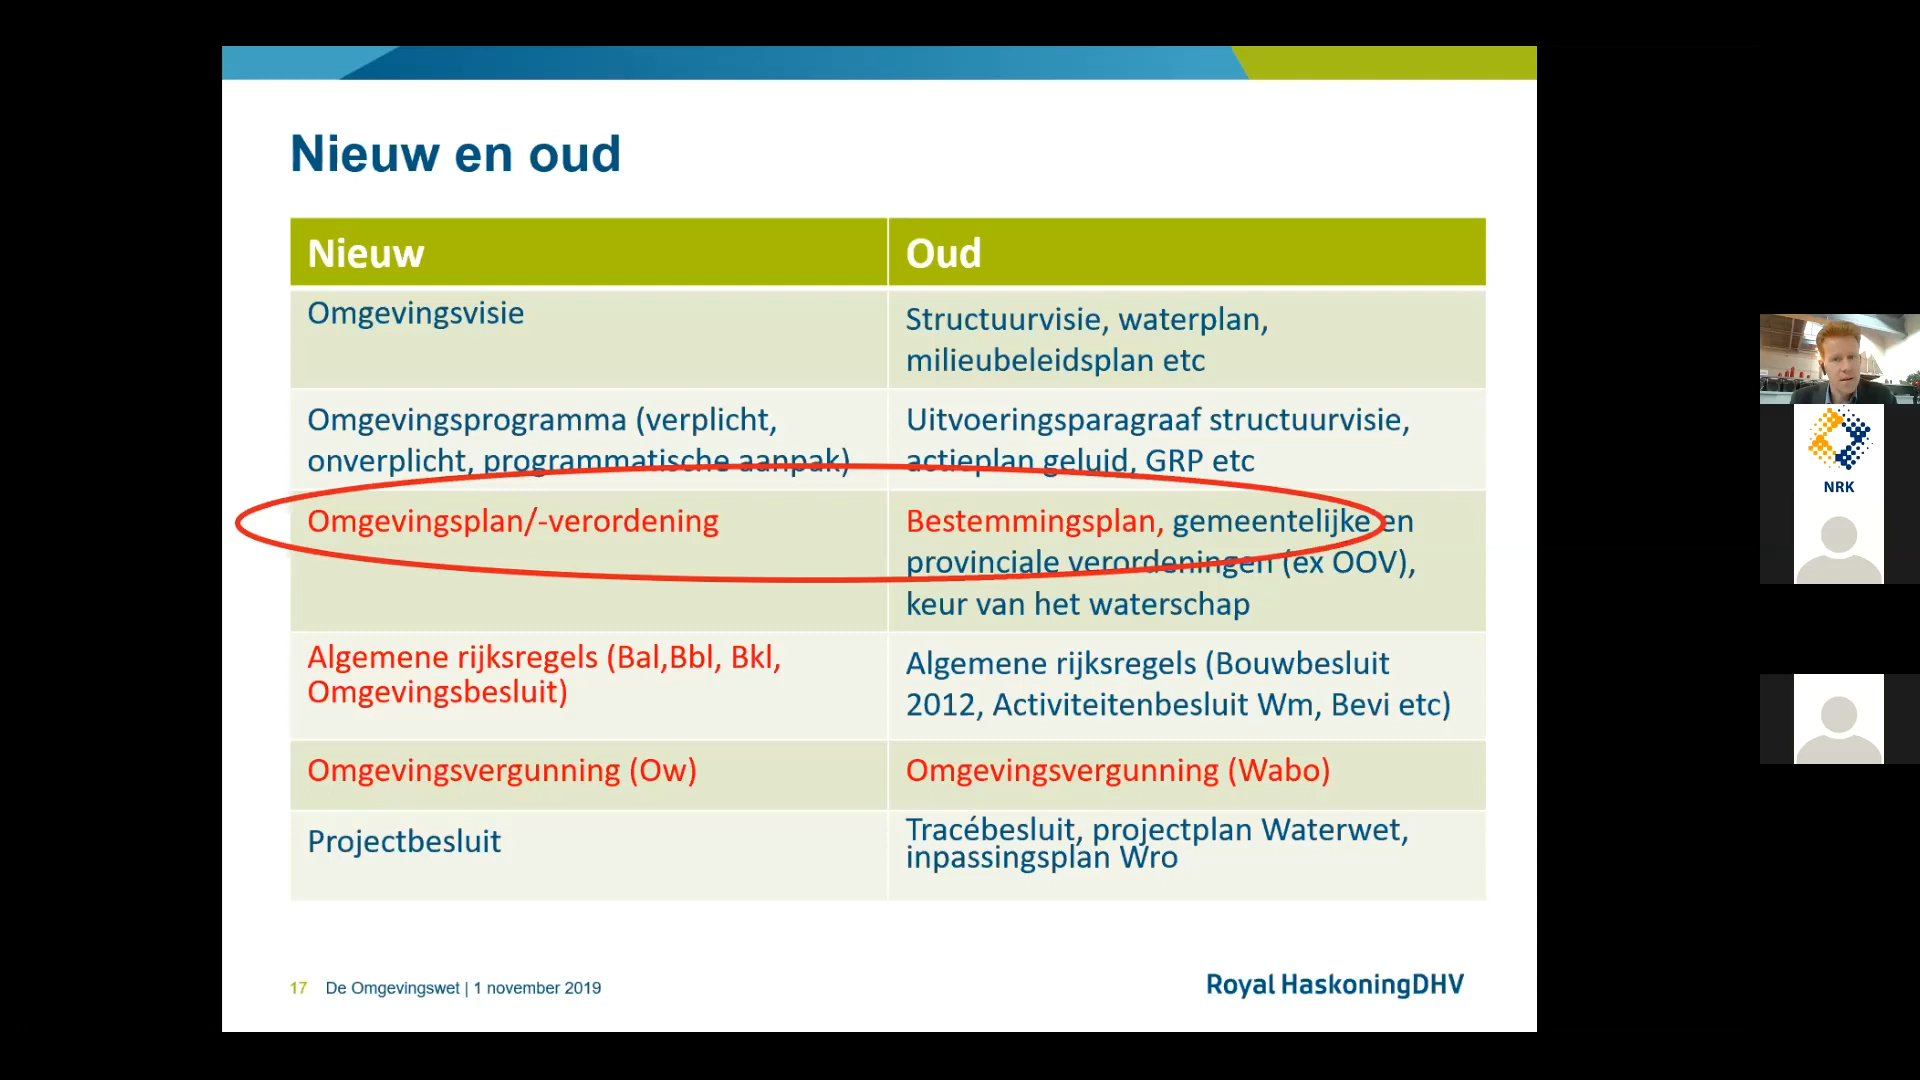 Nieuw en oud
Nieuw
Oud
Omgevingsvisie
Structuurvisie, waterplan,
milieubeleidsplan etc
Omgevingsprogramma (verplicht,
onverplicht, programmatische aanpak)
Uitvoeringsparagraaf structuurvisie,
actieplan geluid, GRP etc
Omgevingsplan/-verordening
Bestemmingsplan, gemeentelijke en
provinciale verordeningen (ex OOV),
keur van het waterschap
Algemene rijksregels (Bal,Bbl, Bkl,
Omgevingsbesluit)
Algemene rijksregels (Bouwbesluit
2012, Activiteitenbesluit Wm, Bevi etc)
Omgevingsvergunning (Ow)
Omgevingsvergunning (Wabo)
Projectbesluit
Tracébesluit, projectplan Waterwet,
inpassingsplan Wro
17 De Omgevingswet | 1 november 2019
Royal HaskoningDHV
NRK